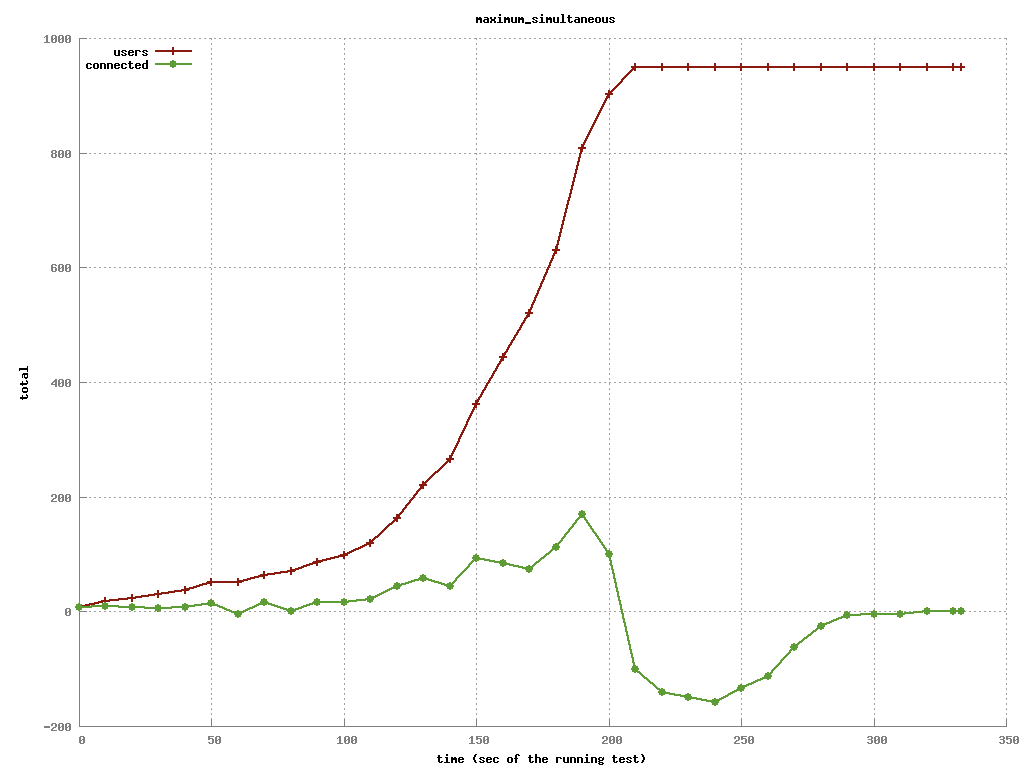 maximum_simultaneous
1000
800
600
400
200
0
-200
users
connected
total
0 50 100 150 200 250 300 350
time (sec of the running test)